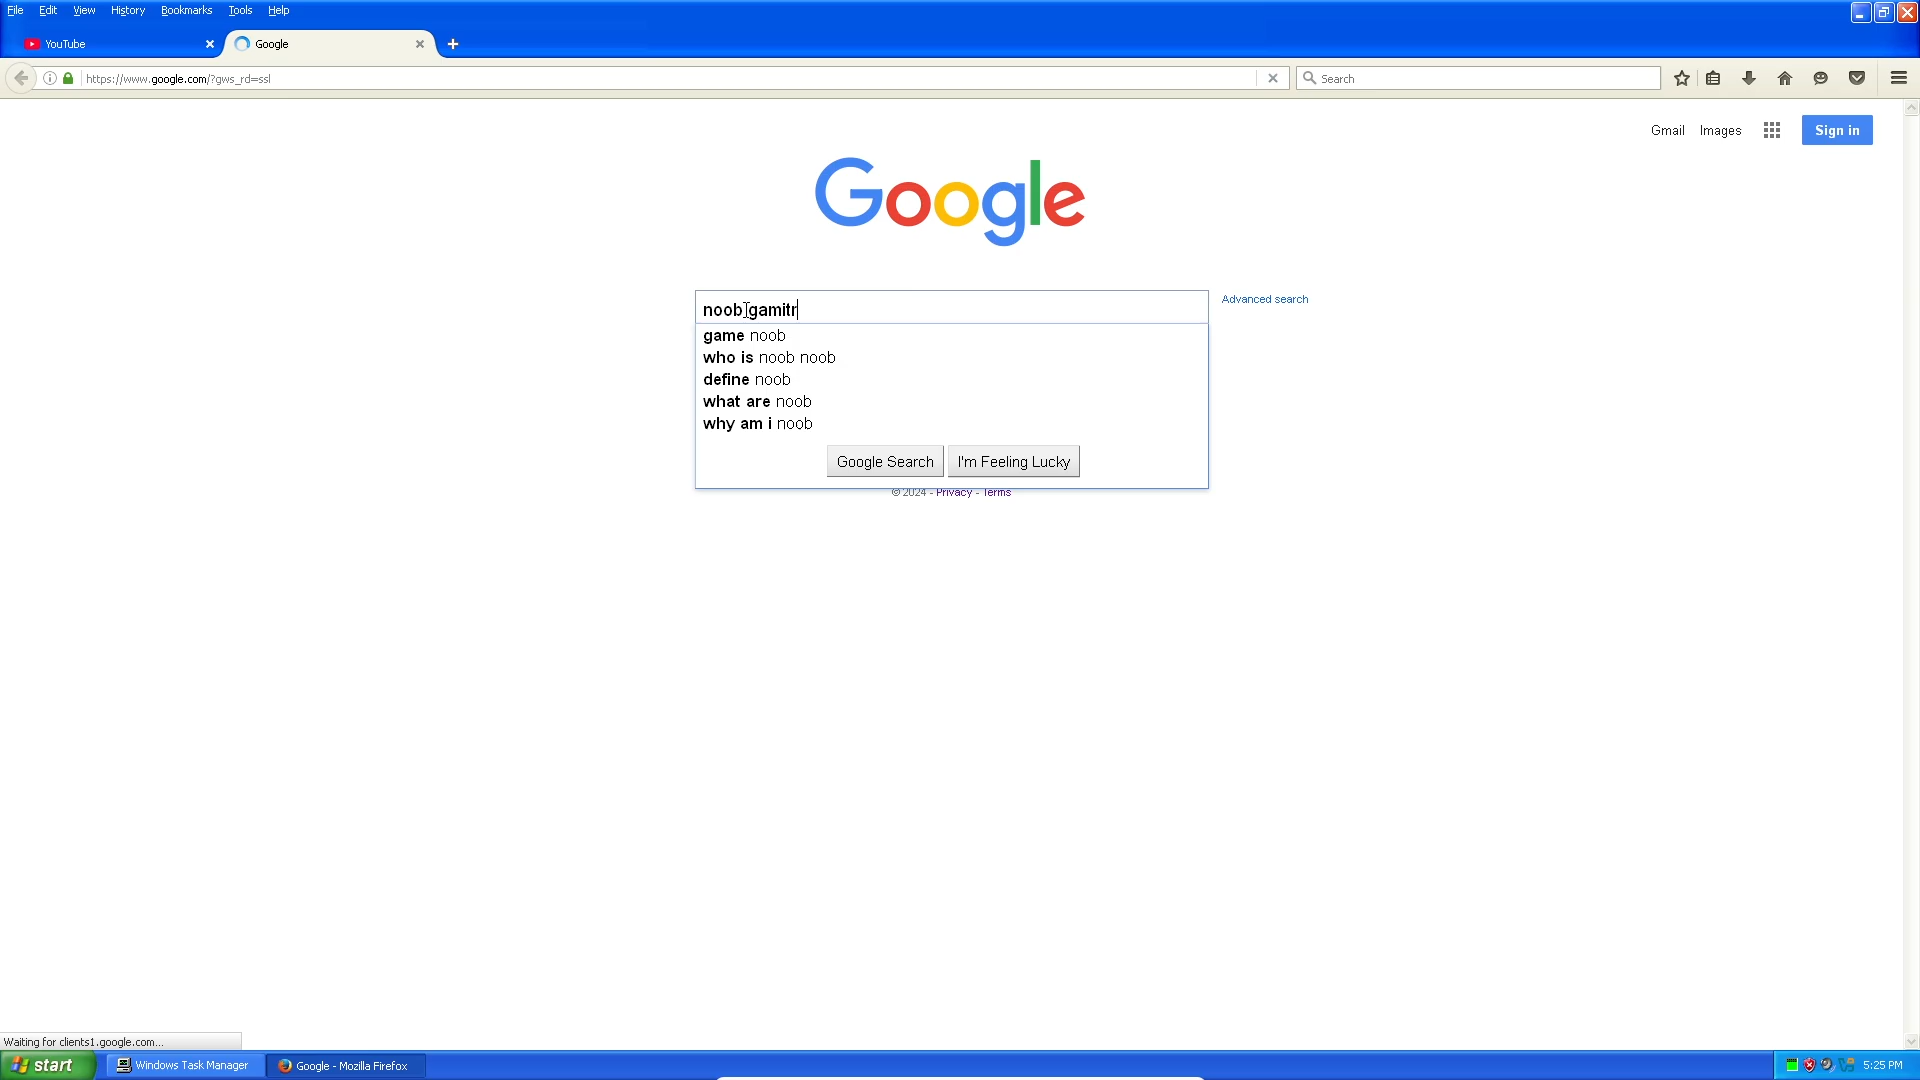 File Edit View History Bookmarks Tools Help
YouTube Google
https://www.google.com/?gws_rd=ssl Search
Gmail Images Sign in
Google
noob gamitr
Advanced search
game noob
who is noob noob
define noob
what are noob
why am i noob
Google Search I'm Feeling Lucky
© 2024 - Privacy - Terms
Waiting for clients1.google.com...
start Windows Task Manager Google - Mozilla Firefox 5:25 PM